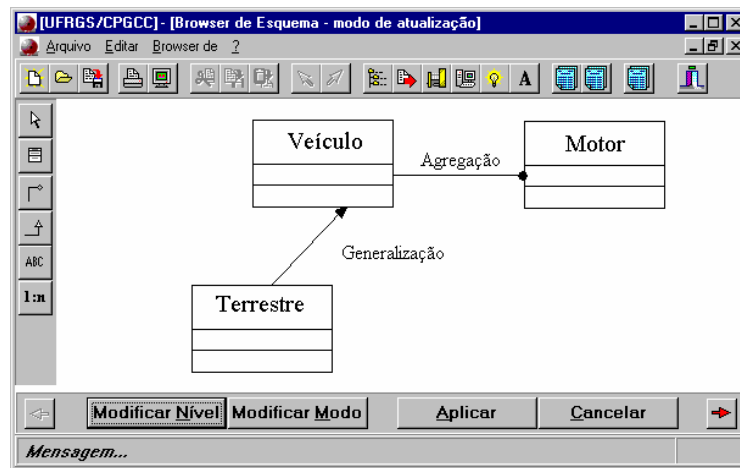 [UFRGS/CPGCC] - [Browser de Esquema - modo de atualização]
Arquivo Editar Browser de ?
A
Veículo
Motor
Agregação
ABC
Generalização
1:n
Terrestre
Modificar Nível Modificar Modo Aplicar Cancelar
Mensagem...